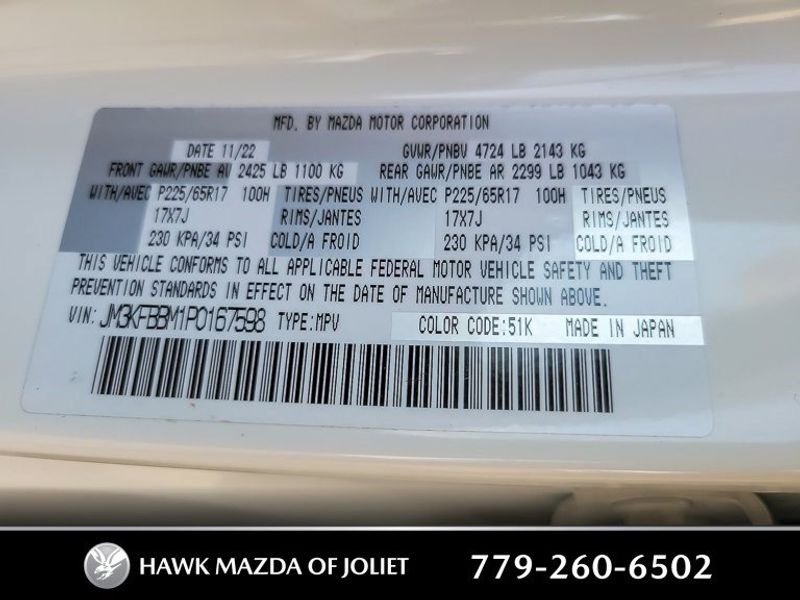 MFD. BY MAZDA MOTOR CORPORATION
DATE 11/22 GVWR/PNBV 4724 LB 2143 KG
FRONT GAWR/PNBE AV 2425 LB 1100 KG REAR GAWR/PNBE AR 2299 LB 1043 KG
WITH/AVEC P225/65R17 100H TIRES/PNEUS WITH/AVEC P225/65R17 100H TIRES/PNEUS
17X7J RIMS/JANTES 17X7J RIMS/JANTES
230 KPA/34 PSI COLD/A FROID 230 KPA/34 PSI COLD/A FROID
THIS VEHICLE CONFORMS TO ALL APPLICABLE FEDERAL MOTOR VEHICLE SAFETY AND THEFT
PREVENTION STANDARDS IN EFFECT ON THE DATE OF MANUFACTURE SHOWN ABOVE.
VIN: JM3KFBBM1P0167598 TYPE:MPV COLOR CODE:51K MADE IN JAPAN
HAWK MAZDA OF JOLIET 779-260-6502